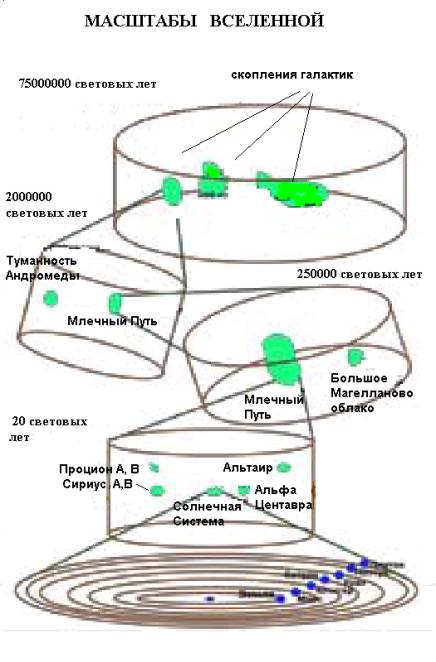 МАСШТАБЫ ВСЕЛЕННОЙ
скопления галактик
75000000 световых лет
2000000
световых лет
Туманность
Андромеды
250000 световых лет
Млечный Путь
Большое
Магелланово
облако
Млечный
Путь
20 световых
лет
Процион А, В
Альтаир
Сириус А,В
Альфа
Центавра
Солнечная
Система